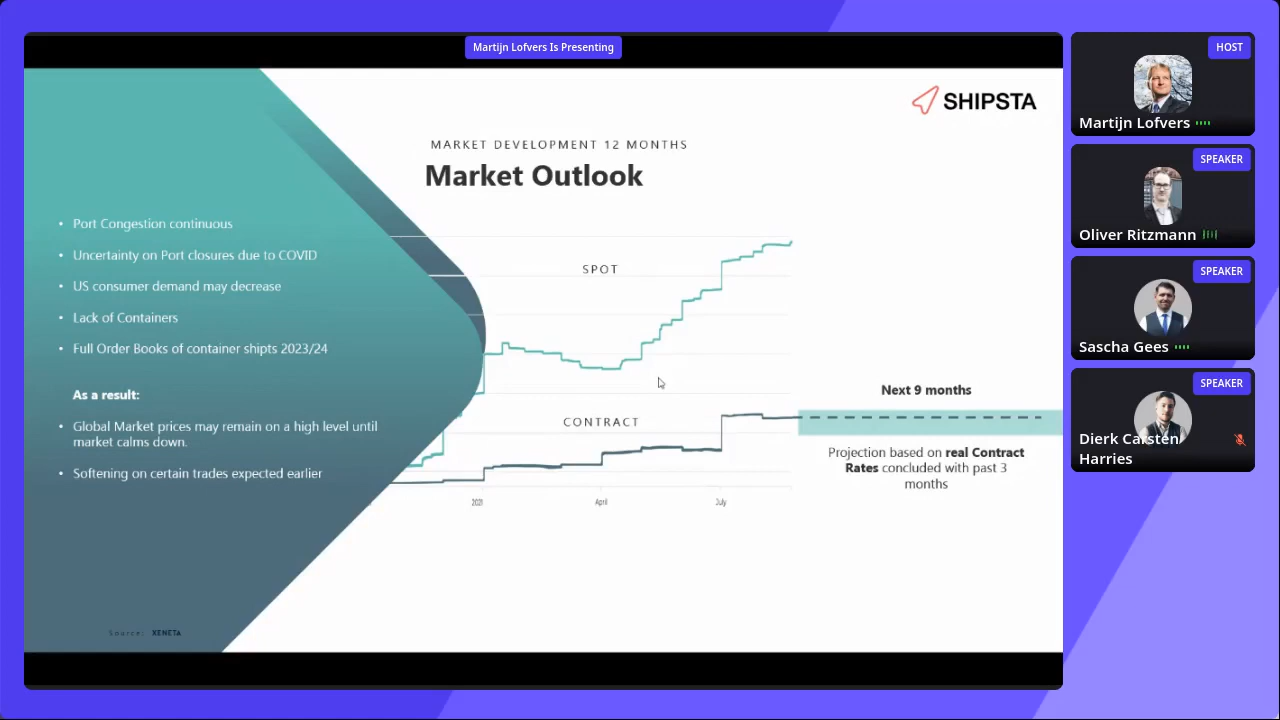 Martijn Lofvers Is Presenting
SHIPSTA
MARKET DEVELOPMENT 12 MONTHS
Market Outlook
• Port Congestion continuous
• Uncertainty on Port closures due to COVID
• US consumer demand may decrease
• Lack of Containers
• Full Order Books of container shipts 2023/24
As a result:
• Global Market prices may remain on a high level until
market calms down.
• Softening on certain trades expected earlier
Source: XENETA
SPOT
CONTRACT
2021
April
July
Next 9 months
Projection based on real Contract
Rates concluded with past 3
months
HOST
Martijn Lofvers
SPEAKER
Oliver Ritzmann
SPEAKER
Sascha Gees
SPEAKER
Dierk Carsten
Harries